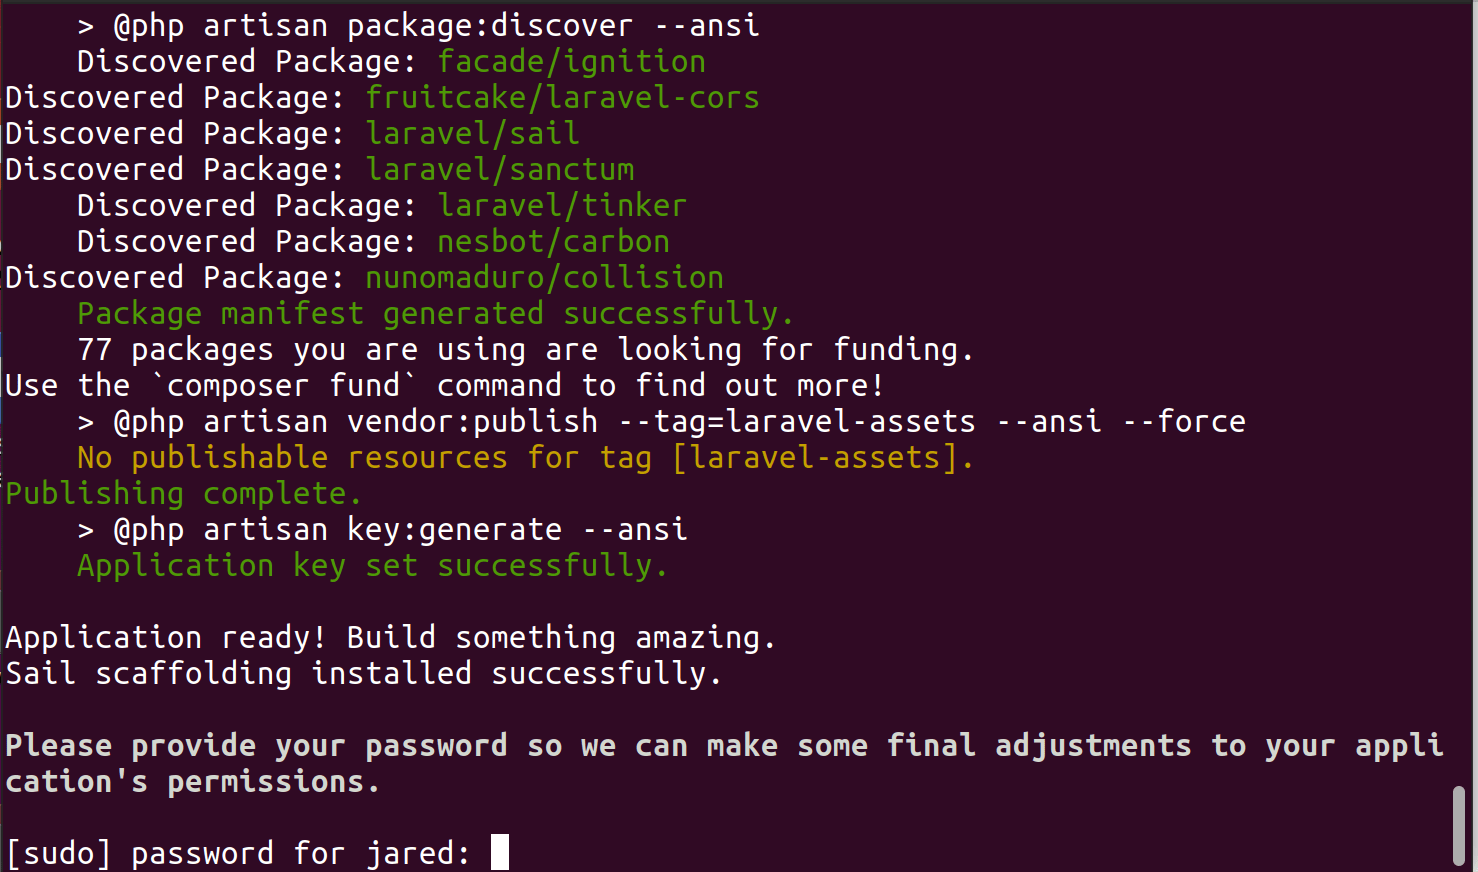 > @php artisan package:discover --ansi
Discovered Package: facade/ignition
Discovered Package: fruitcake/laravel-cors
Discovered Package: laravel/sail
Discovered Package: laravel/sanctum
Discovered Package: laravel/tinker
Discovered Package: nesbot/carbon
Discovered Package: nunomaduro/collision
Package manifest generated successfully.
77 packages you are using are looking for funding.
Use the `composer fund` command to find out more!
> @php artisan vendor:publish --tag=laravel-assets --ansi --force
No publishable resources for tag [laravel-assets].
Publishing complete.
> @php artisan key:generate --ansi
Application key set successfully.
Application ready! Build something amazing.
Sail scaffolding installed successfully.
Please provide your password so we can make some final adjustments to your appli
cation's permissions.
[sudo] password for jared: